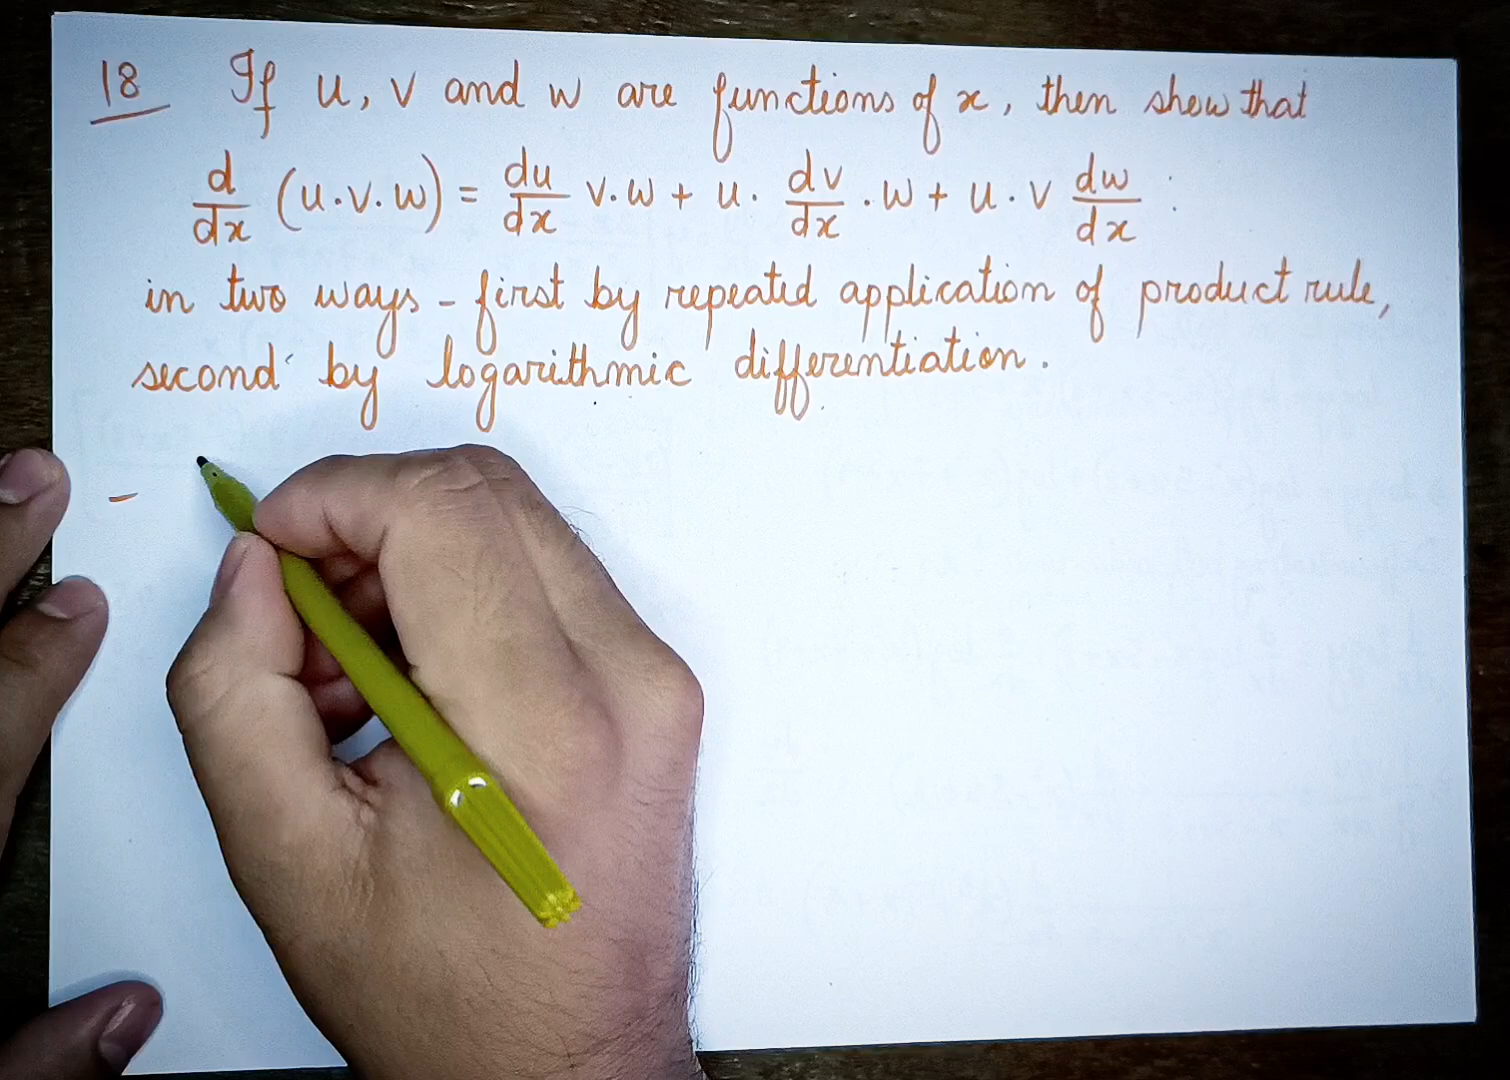 18 If u, v and w are functions of x, then show that
d/dx (u.v.w) = du/dx v.w + u. dv/dx .w + u.v dw/dx :
in two ways - first by repeated application of product rule,
second by logarithmic differentiation.
-